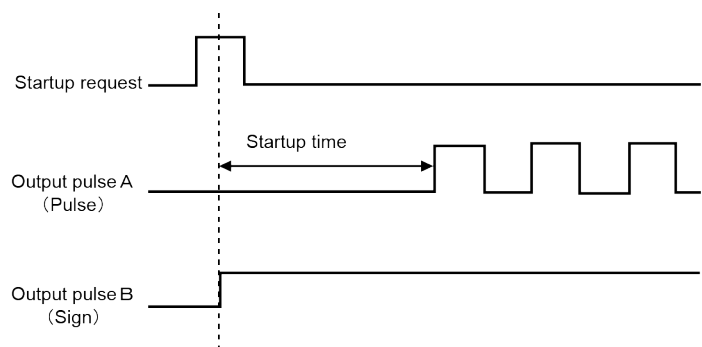 Startup request
Startup time
Output pulse A
（Pulse）
Output pulse B
（Sign）